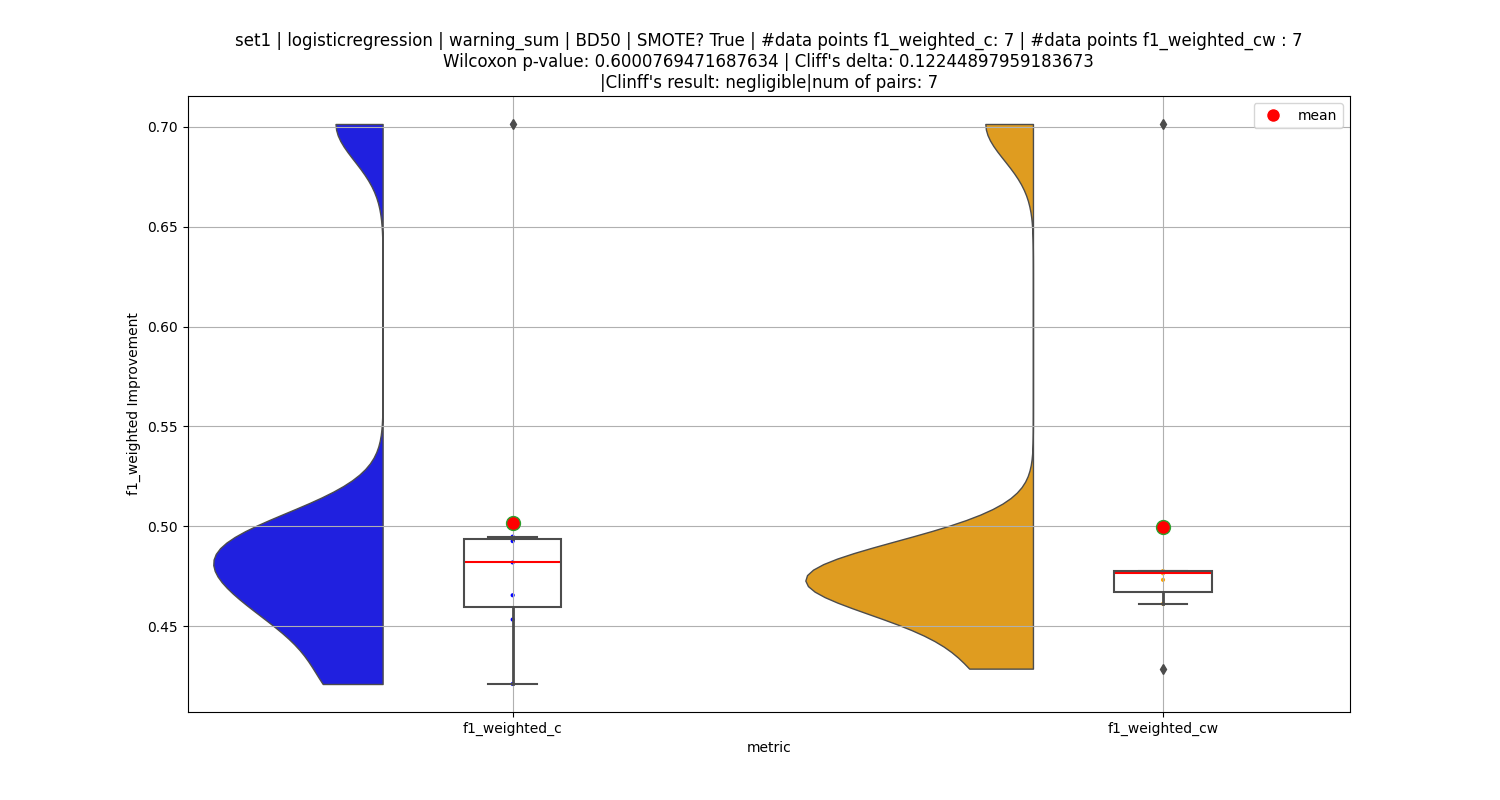 set1 | logisticregression | warning_sum | BD50 | SMOTE? True | #data points f1_weighted_c: 7 | #data points f1_weighted_cw : 7
Wilcoxon p-value: 0.6000769471687634 | Cliff's delta: 0.12244897959183673
|Clinff's result: negligible|num of pairs: 7
mean
0.70
0.65
0.60
0.55
0.50
0.45
f1_weighted Improvement
f1_weighted_c
f1_weighted_cw
metric